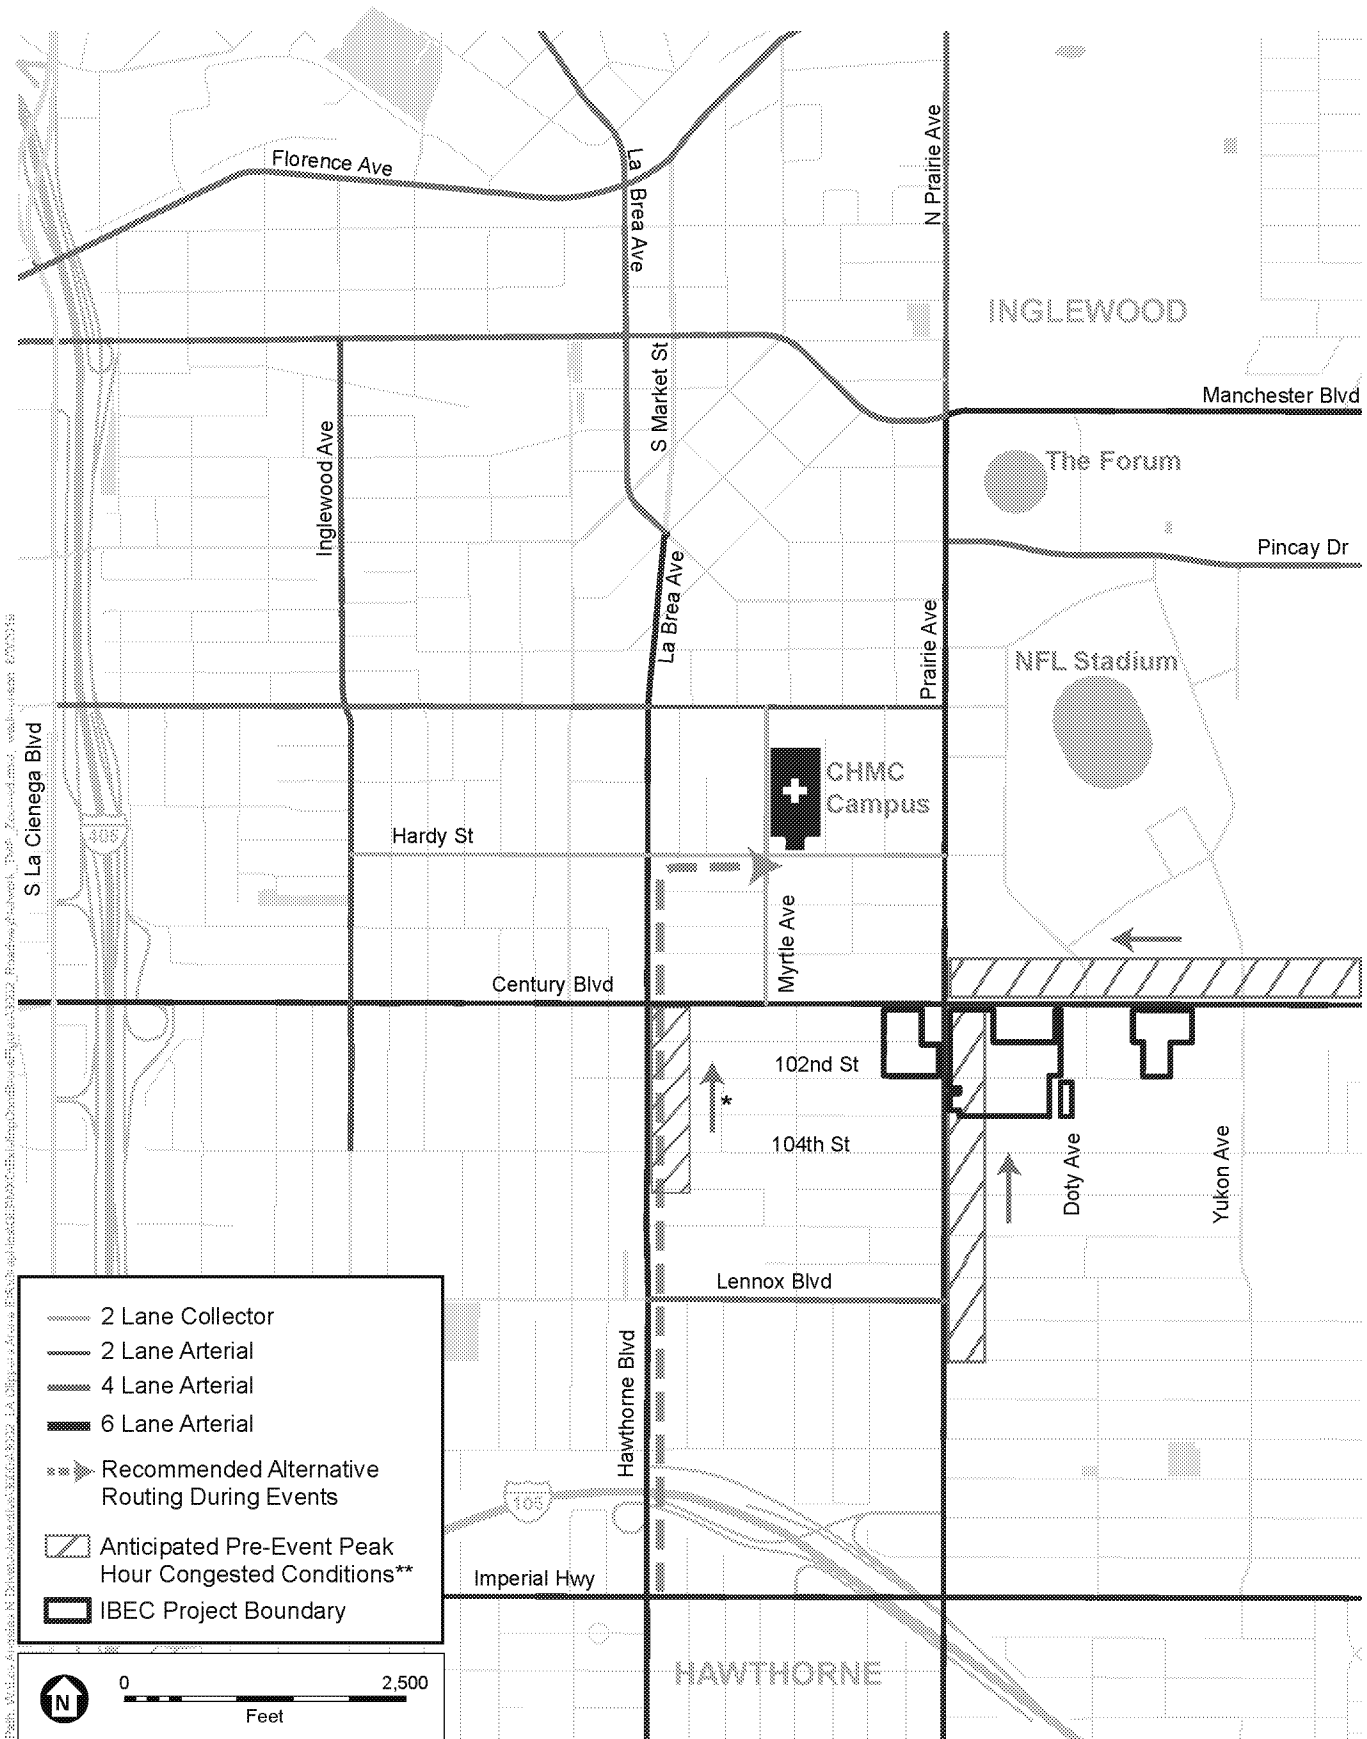 Florence Ave
La Brea Ave
N Prairie Ave
INGLEWOOD
S Market St
Manchester Blvd
Inglewood Ave
The Forum
Pincay Dr
La Brea Ave
Prairie Ave
NFL Stadium
S La Cienega Blvd
CHMC
Campus
405
Hardy St
Myrtle Ave
Century Blvd
102nd St
*
104th St
Doty Ave
Yukon Ave
Lennox Blvd
Hawthorne Blvd
105
Imperial Hwy
HAWTHORNE
2 Lane Collector
2 Lane Arterial
4 Lane Arterial
6 Lane Arterial
Recommended Alternative
Routing During Events
Anticipated Pre-Event Peak
Hour Congested Conditions**
IBEC Project Boundary
N
0
2,500
Feet